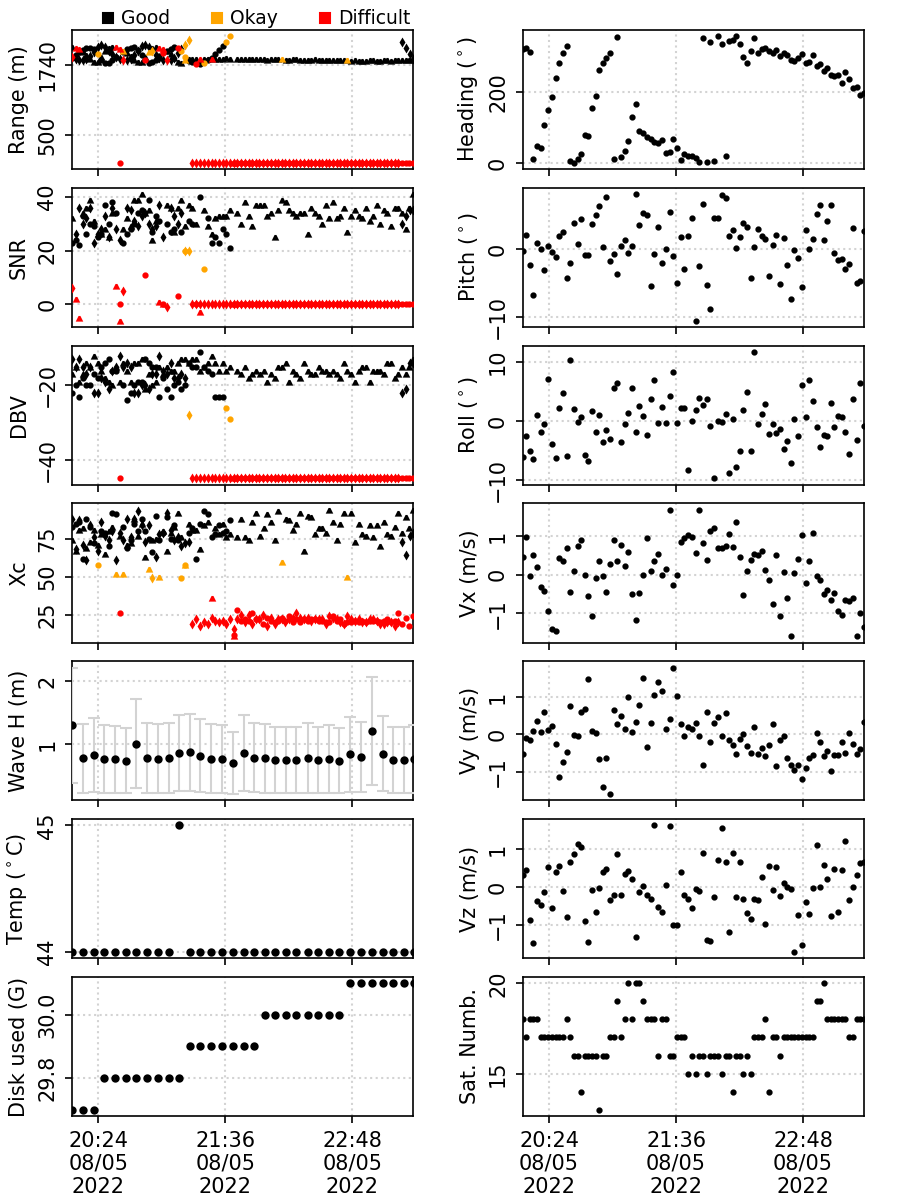 Good Okay Difficult
Range (m)
1740
500
Heading (°)
200
0
SNR
40
20
0
Pitch (°)
0
−10
DBV
−20
−40
Roll (°)
10
0
−10
Xc
75
50
25
Vx (m/s)
1
0
−1
Wave H (m)
2
1
Vy (m/s)
1
0
−1
Temp (°C)
45
44
Vz (m/s)
1
0
−1
Disk used (G)
30.0
29.8
Sat. Numb.
20
15
20:24 21:36 22:48
08/05 08/05 08/05
2022 2022 2022
20:24 21:36 22:48
08/05 08/05 08/05
2022 2022 2022